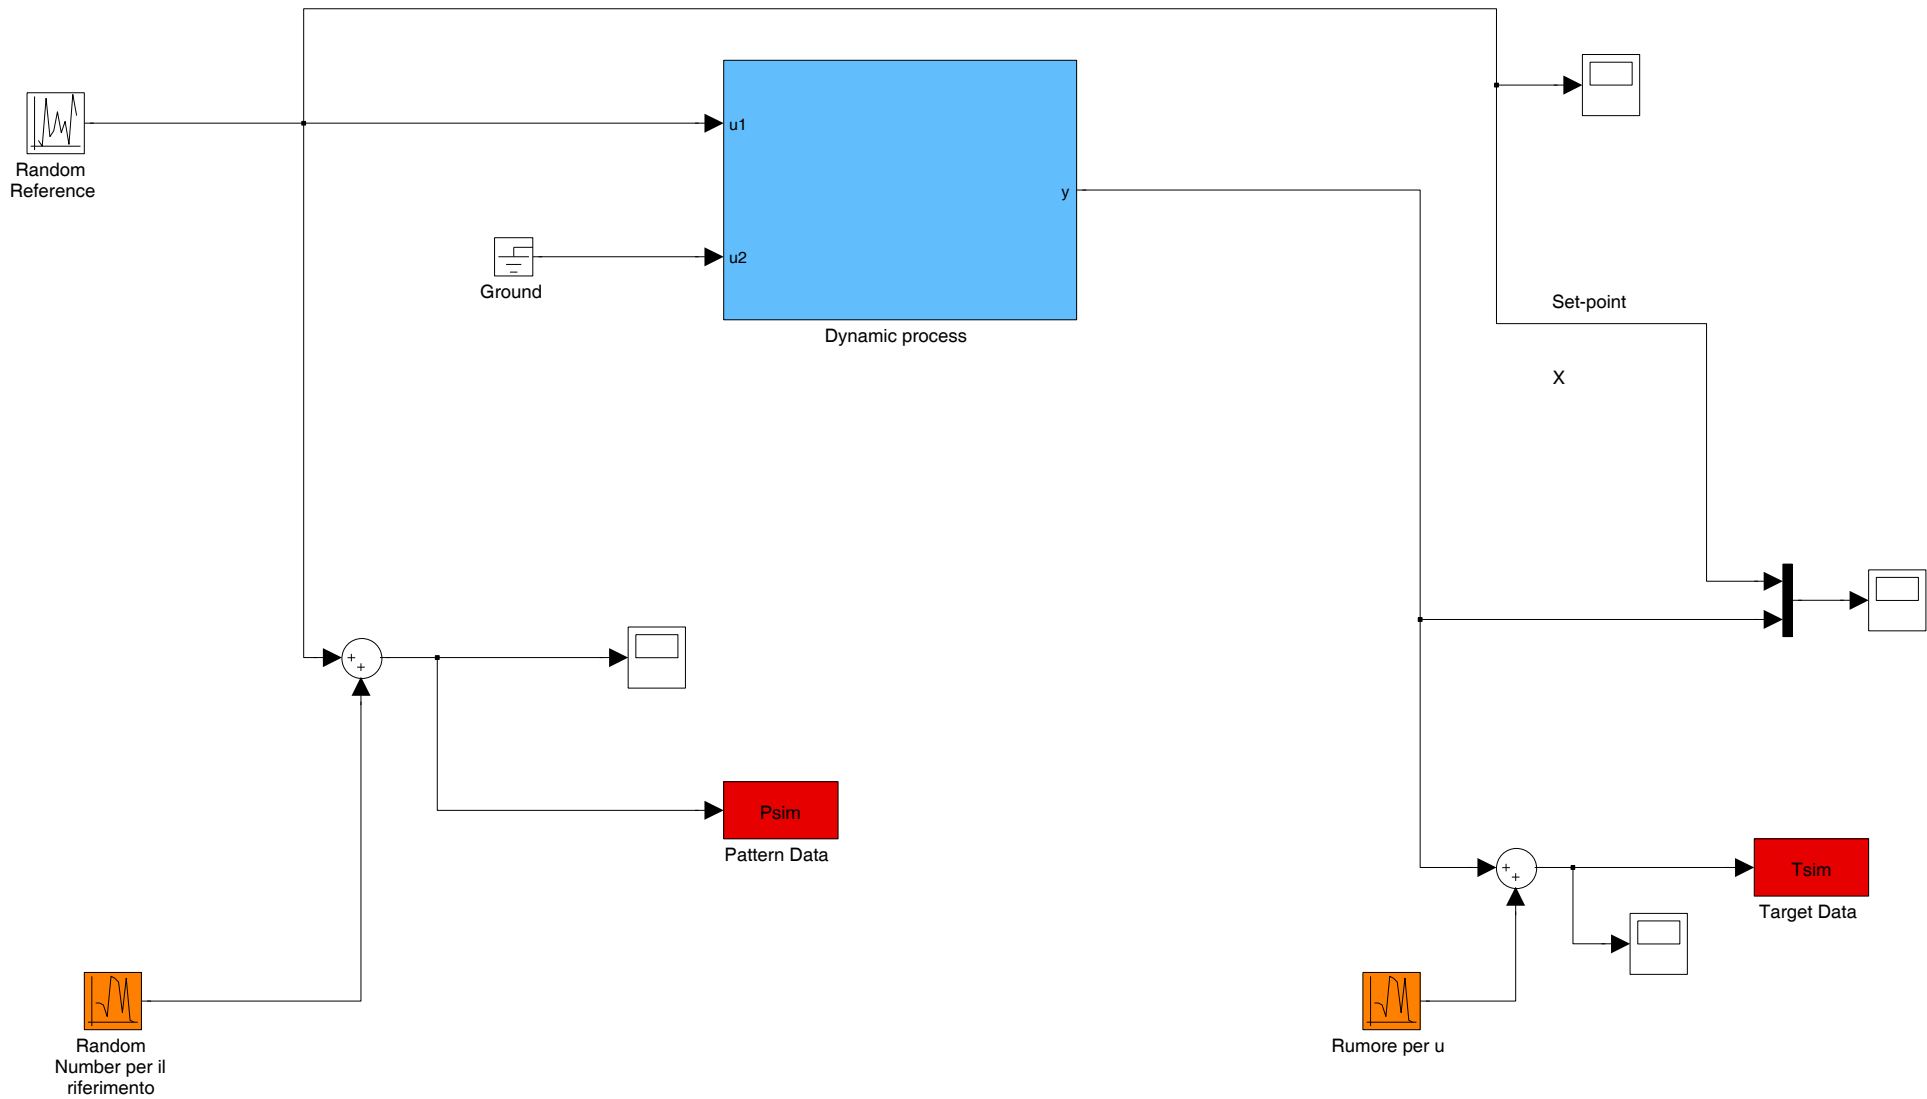 Random
Reference
u1
y
u2
Ground
Dynamic process
Set-point
X
+
+
Psim
Pattern Data
+
+
Tsim
Target Data
Random
Number per il
riferimento
Rumore per u